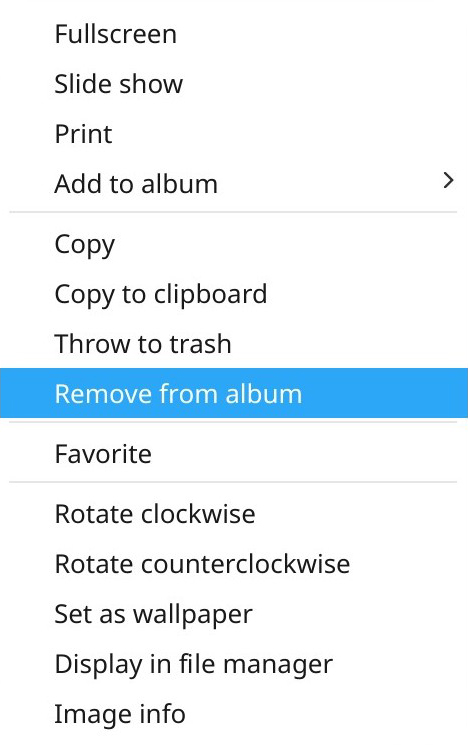 Fullscreen
Slide show
Print
Add to album
Copy
Copy to clipboard
Throw to trash
Remove from album
Favorite
Rotate clockwise
Rotate counterclockwise
Set as wallpaper
Display in file manager
Image info